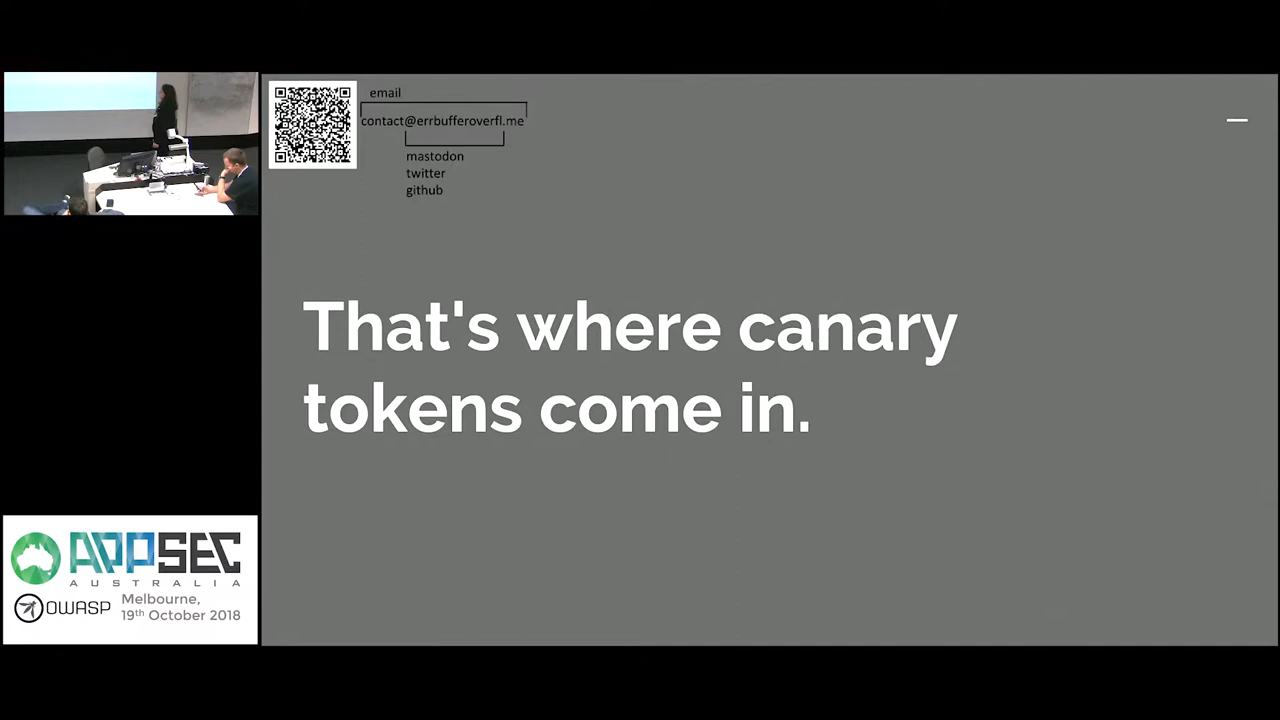 email
contact@errbufferoverfl.me
mastodon
twitter
github
That's where canary
tokens come in.
APPSEC
AUSTRALIA
OWASP
Melbourne,
19th October 2018